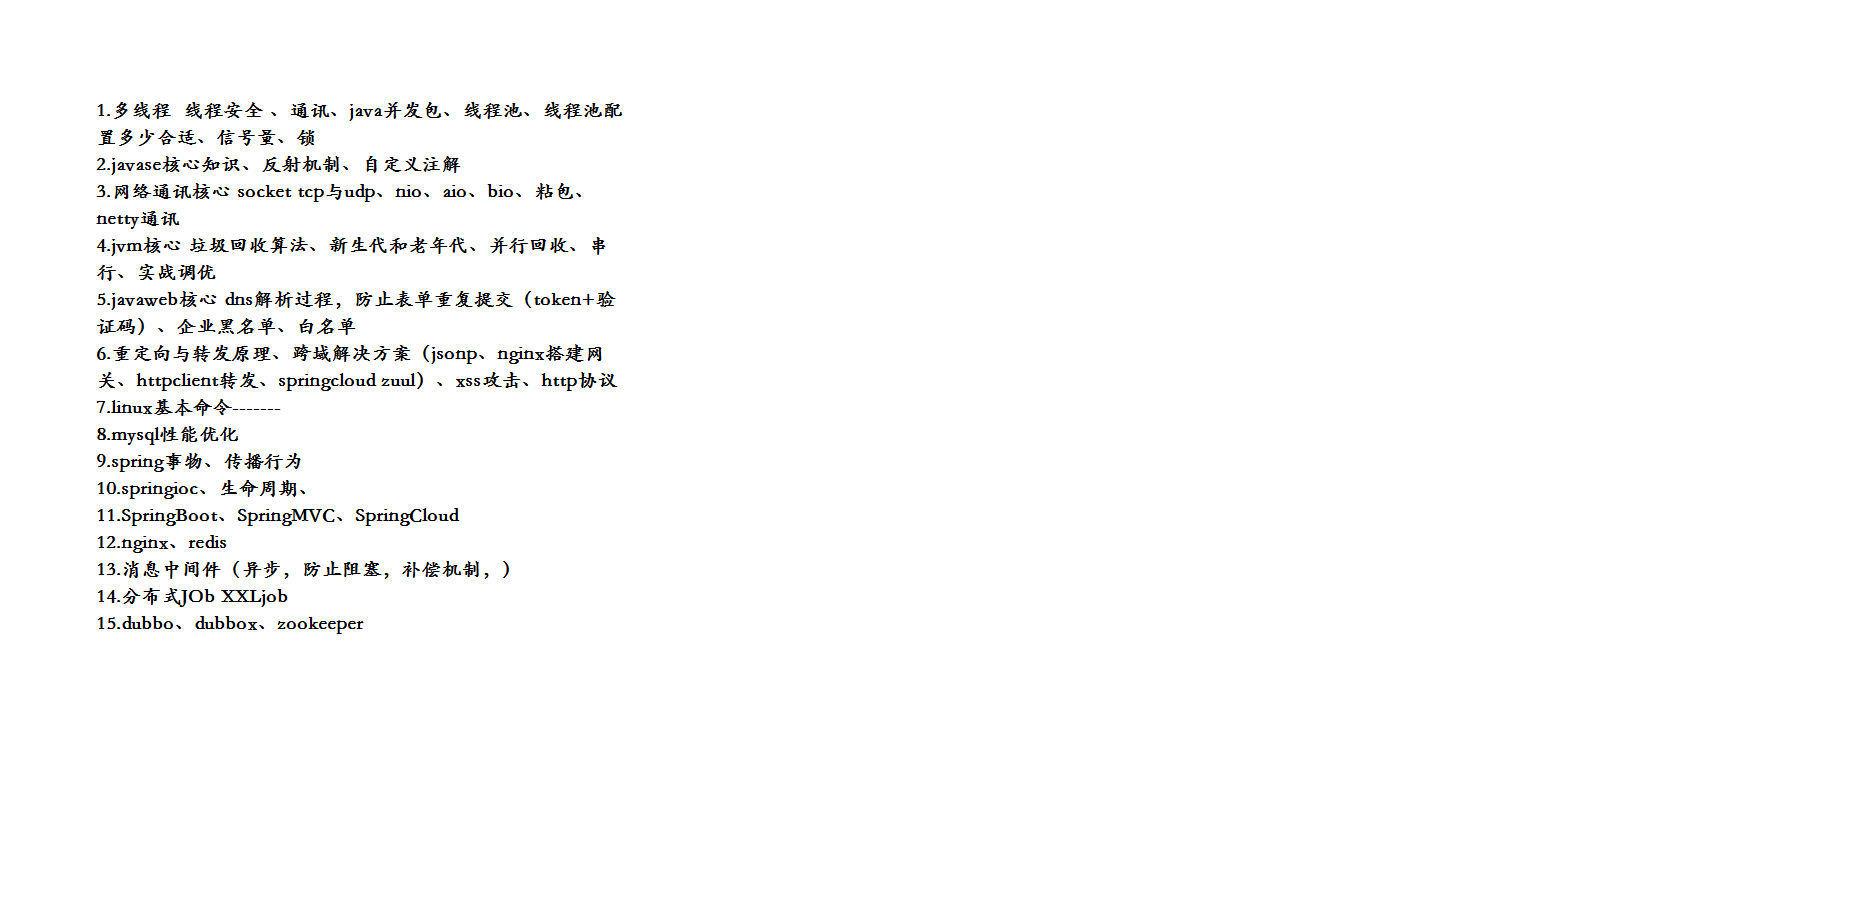 1.多线程  线程安全 、通讯、java并发包、线程池、线程池配
置多少合适、信号量、锁
2.javase核心知识、反射机制、自定义注解
3.网络通讯核心 socket tcp与udp、nio、aio、bio、粘包、
netty通讯
4.jvm核心 垃圾回收算法、新生代和老年代、并行回收、串
行、实战调优
5.javaweb核心 dns解析过程，防止表单重复提交（token+验
证码）、企业黑名单、白名单
6.重定向与转发原理、跨域解决方案（jsonp、nginx搭建网
关、httpclient转发、springcloud zuul）、xss攻击、http协议
7.linux基本命令-------
8.mysql性能优化
9.spring事物、传播行为
10.springioc、生命周期、
11.SpringBoot、SpringMVC、SpringCloud
12.nginx、redis
13.消息中间件（异步，防止阻塞，补偿机制，）
14.分布式JOb XXLjob
15.dubbo、dubbox、zookeeper